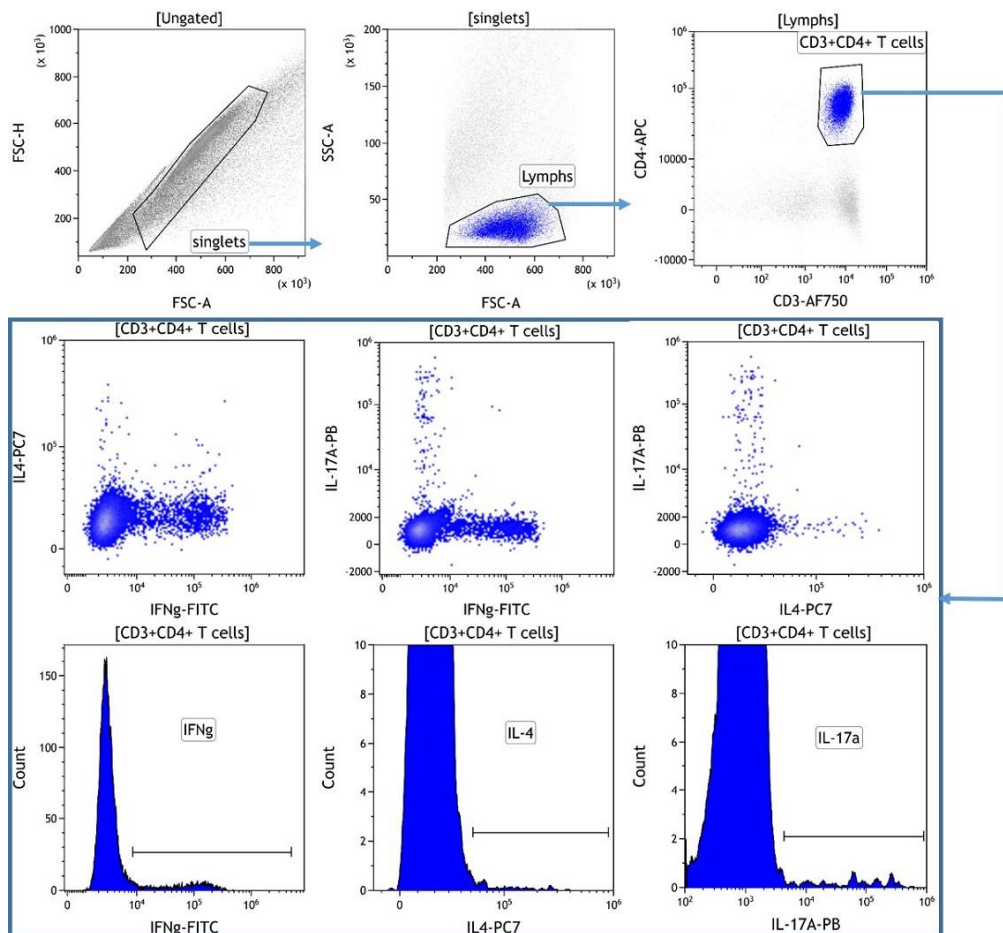 [Ungated]
(x 10³)
1000
800
600
400
200
FSC-H
singlets
0 200 400 600 800
(x 10³)
FSC-A
[singlets]
(x 10³)
200
150
100
50
SSC-A
Lymphs
0 200 400 600 800
(x 10³)
FSC-A
[Lymphs]
CD3+CD4+ T cells
10⁶
10⁵
10000
0
-10000
CD4-APC
0 10² 10³ 10⁴ 10⁵ 10⁶
CD3-AF750
[CD3+CD4+ T cells]
10⁶
10⁵
0
IL4-PC7
0 10⁴ 10⁵ 10⁶
IFNg-FITC
[CD3+CD4+ T cells]
10⁶
10⁵
10⁴
2000
0
-2000
IL-17A-PB
0 10⁴ 10⁵ 10⁶
IFNg-FITC
[CD3+CD4+ T cells]
10⁶
10⁵
10⁴
2000
0
-2000
IL-17A-PB
0 10⁵ 10⁶
IL4-PC7
[CD3+CD4+ T cells]
150
100
50
0
Count
IFNg
0 10⁴ 10⁵ 10⁶
IFNg-FITC
[CD3+CD4+ T cells]
10
8
6
4
2
0
Count
IL-4
0 10⁵ 10⁶
IL4-PC7
[CD3+CD4+ T cells]
10
8
6
4
2
0
Count
IL-17a
10² 10³ 10⁴ 10⁵ 10⁶
IL-17A-PB